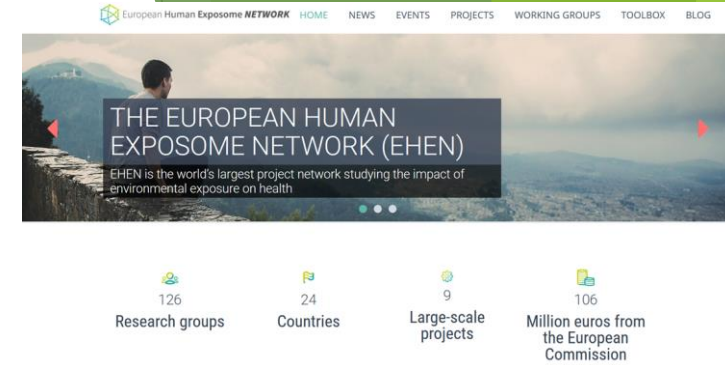 European Human Exposome NETWORK HOME NEWS EVENTS PROJECTS WORKING GROUPS TOOLBOX BLOG
THE EUROPEAN HUMAN
EXPOSOME NETWORK (EHEN)
EHEN is the world's largest project network studying the impact of
environmental exposure on health
126
Research groups
24
Countries
9
Large-scale
projects
106
Million euros from
the European
Commission